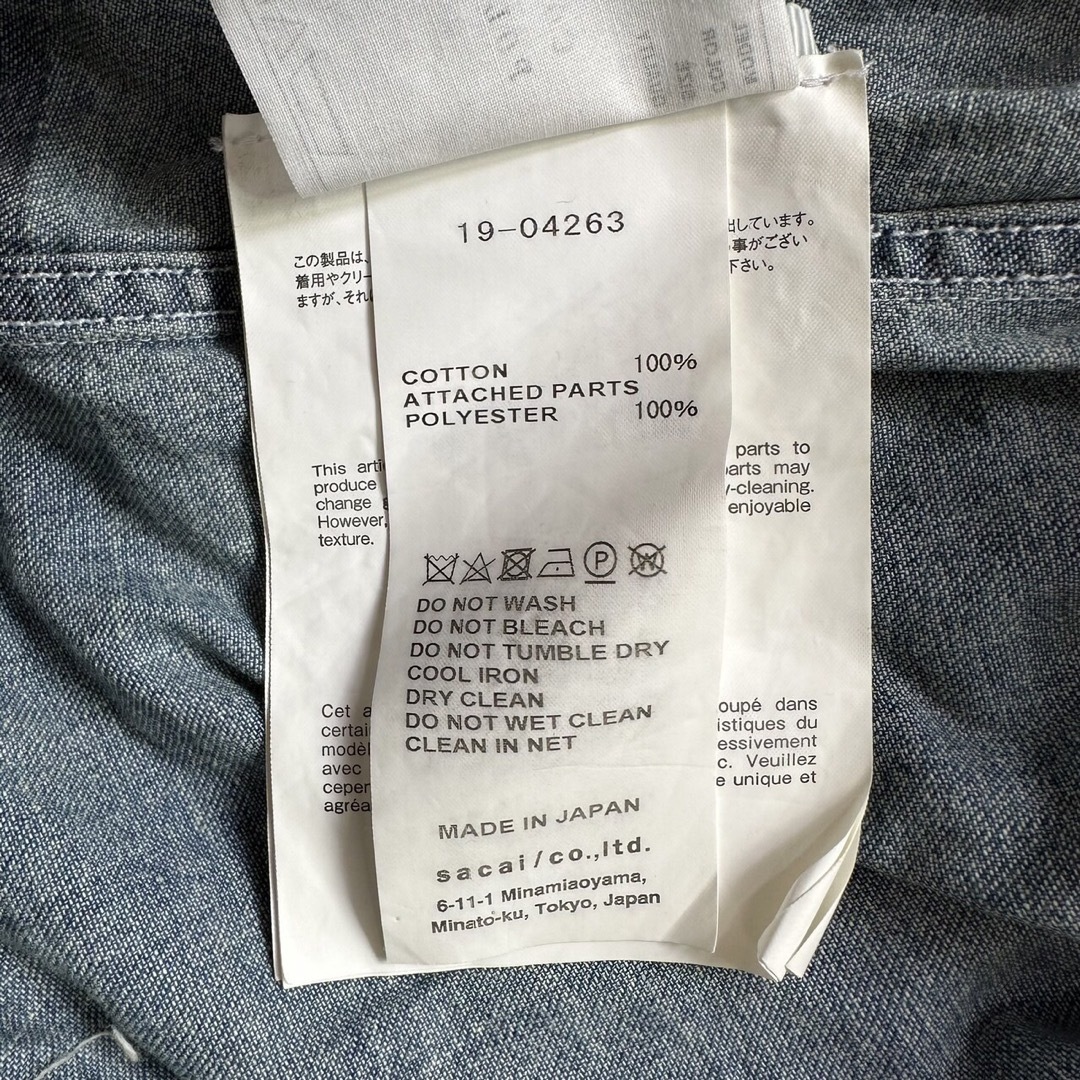 19-04263
この製品は、
着用やクリー
ますが、それ
出しています。
事がござい
下さい。
COTTON 100%
ATTACHED PARTS
POLYESTER 100%
This arti
produce
change
However,
texture.
parts to
parts may
y-cleaning.
enjoyable
DO NOT WASH
DO NOT BLEACH
DO NOT TUMBLE DRY
COOL IRON
DRY CLEAN
DO NOT WET CLEAN
CLEAN IN NET
Cet a
certai
modèl
avec
ceper
agréa
oupé dans
istiques du
essivement
c. Veuillez
e unique et
MADE IN JAPAN
sacai/co.,ltd.
6-11-1 Minamiaoyama,
Minato-ku, Tokyo, Japan